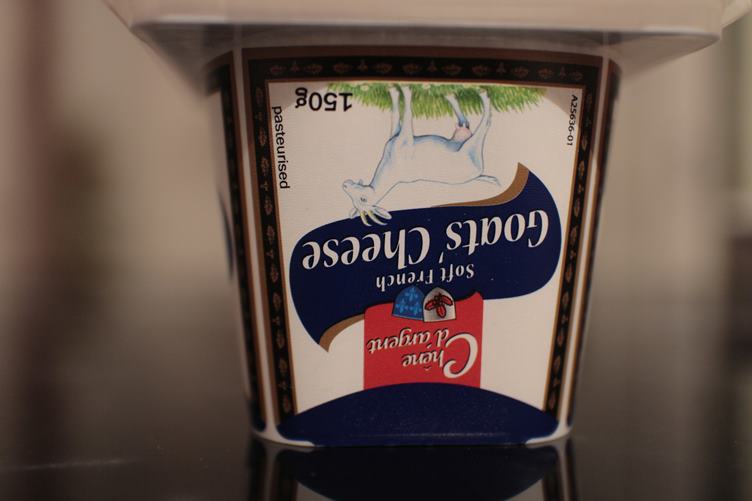 Chêne
d'argent
Soft French
Goats' Cheese
pasteurised
150g
A25636-01